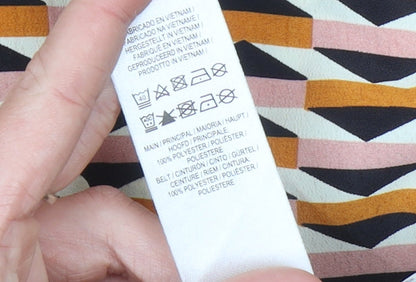 FABRICADO EN VIETNAM /
FABRICADO NA VIETNAME /
HERGESTELLT IN VIETNAM /
FABRIQUÉ EN VIETNAM /
GEPRODUCEERD IN VIETNAM /
PRODOTTO IN VIETNAM /
MAIN / PRINCIPAL / MAIORIA / HAUPT /
HOOFD / PRINCIPALE,
100% POLYESTER / POLIÉSTER /
POLIESTERE
BELT / CINTURÓN / CINTO / GÜRTEL /
CEINTURE / RIEM / CINTURA
100% POLYESTER / POLIÉSTER /
POLIESTERE